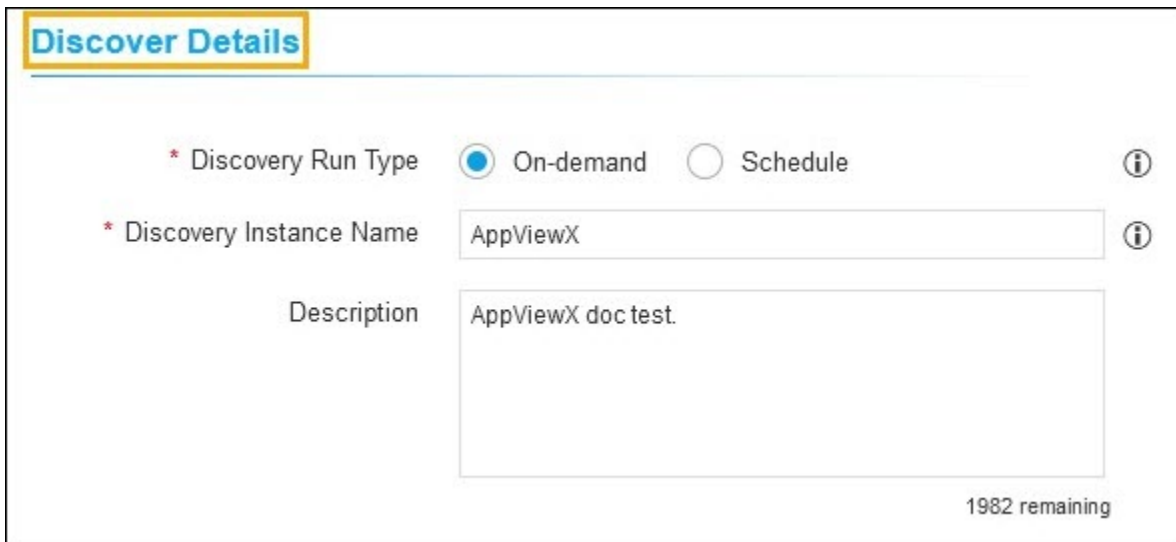 Discover Details
* Discovery Run Type On-demand Schedule
* Discovery Instance Name AppViewX
Description AppViewX doc test.
1982 remaining